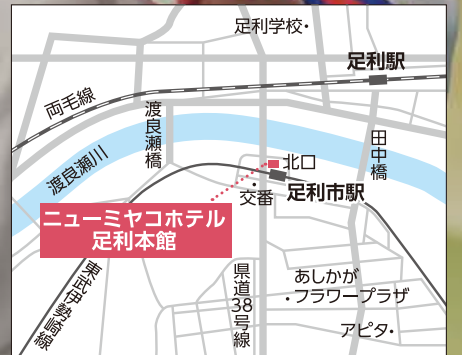 足利学校・
足利駅
両毛線
渡良瀬橋
田中橋
渡良瀬川
北口
足利市駅
交番
ニューミヤコホテル
足利本館
東武伊勢崎線
県道38号線
あしかが
・フラワープラザ
アピタ・